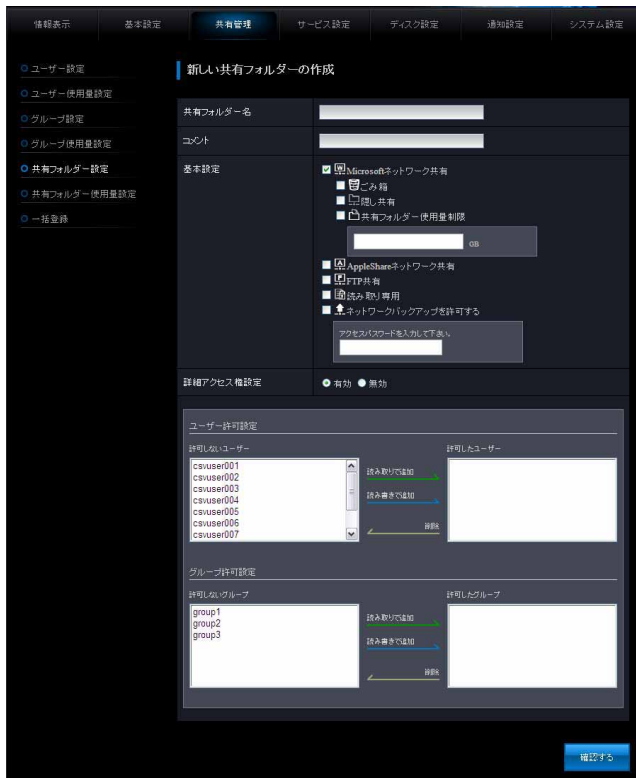 情報表示 基本設定 共有管理 サービス設定 ディスク設定 通知設定 システム設定
ユーザー設定
ユーザー使用量設定
グループ設定
グループ使用量設定
共有フォルダー設定
共有フォルダー使用量設定
一括登録
新しい共有フォルダーの作成
共有フォルダー名
コメント
基本設定
Microsoftネットワーク共有
ごみ箱
隠し共有
共有フォルダー使用量制限
GB
AppleShareネットワーク共有
FTP共有
読み取り専用
ネットワークバックアップを許可する
アクセスパスワードを入力して下さい。
詳細アクセス権設定 有効 無効
ユーザー許可設定
許可しないユーザー 許可したユーザー
csvuser001
csvuser002
csvuser003
csvuser004
csvuser005
csvuser006
csvuser007
読み取りで追加
読み書きで追加
削除
グループ許可設定
許可しないグループ 許可したグループ
group1
group2
group3
読み取りで追加
読み書きで追加
削除
確認する